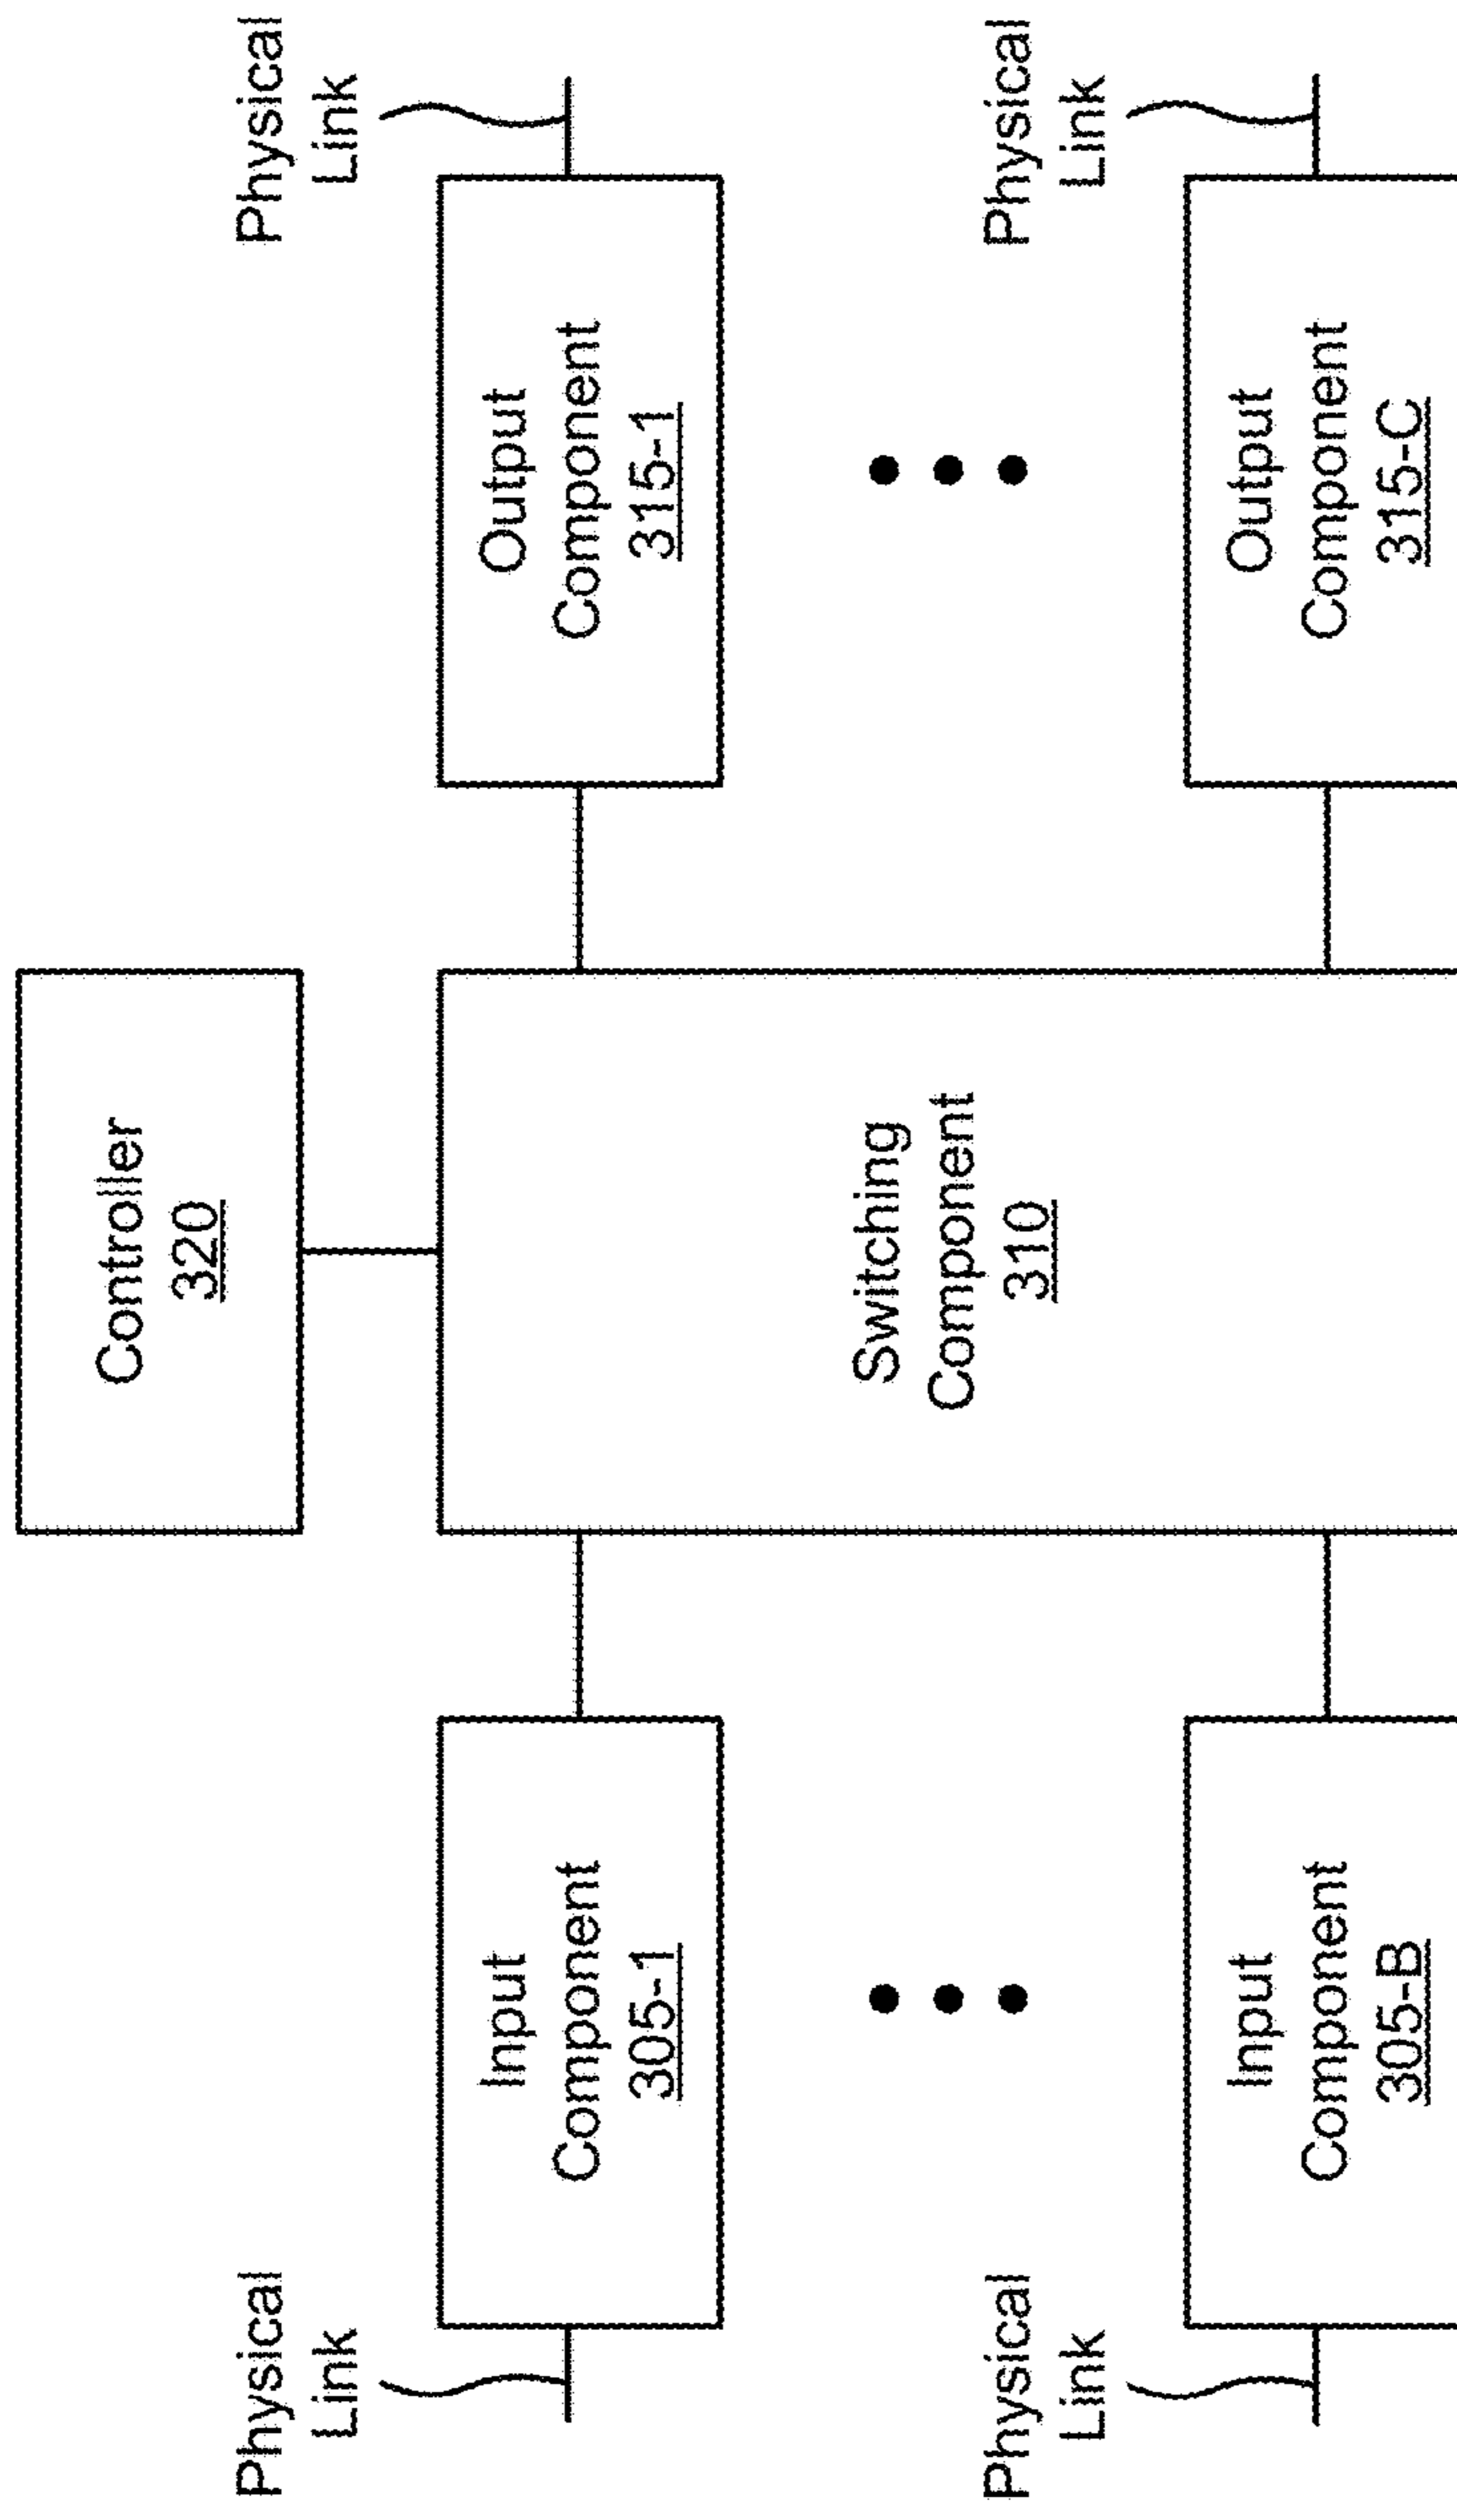 Controller
320
Physical
Link
Input
Component
305-1
Output
Component
315-1
Physical
Link
Switching
Component
310
Physical
Link
Input
Component
305-B
Output
Component
315-C
Physical
Link